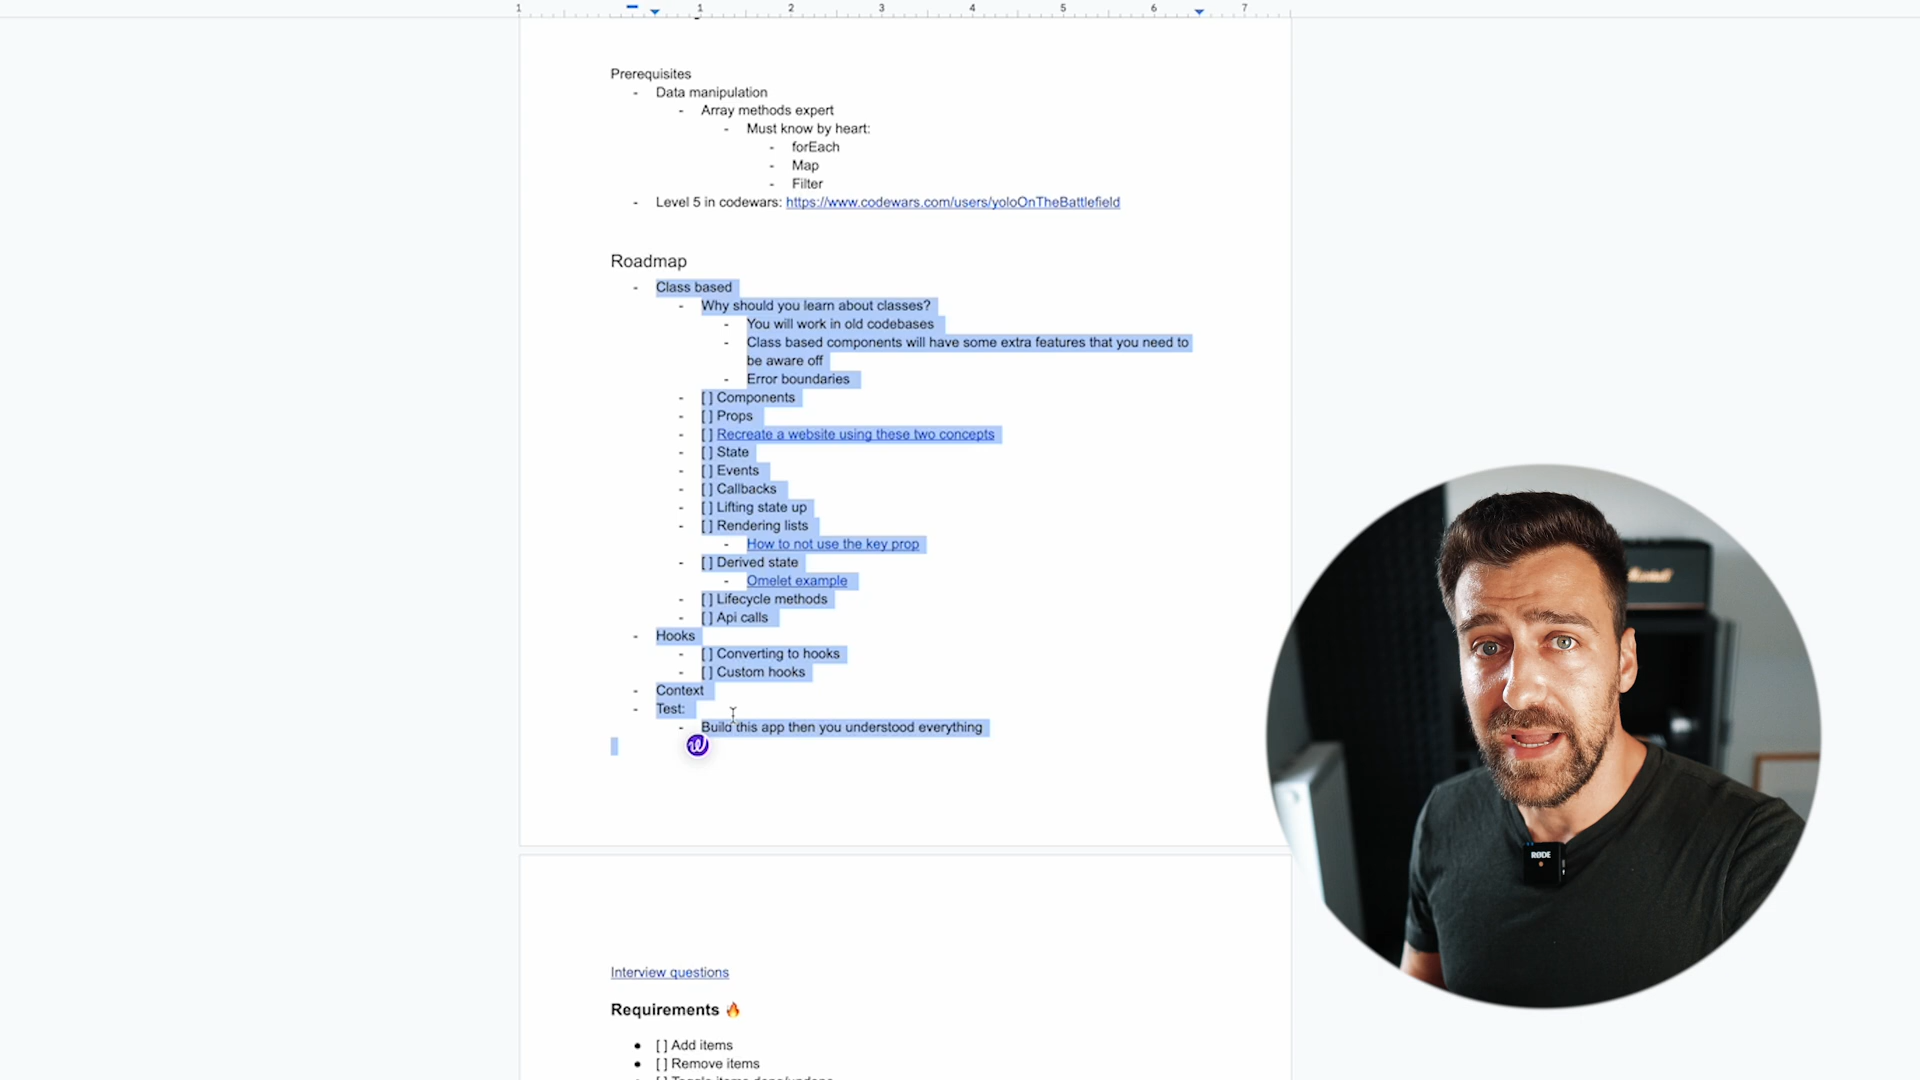 1 1 2 3 4 5 6 7
Prerequisites
- Data manipulation
- Array methods expert
- Must know by heart:
- forEach
- Map
- Filter
- Level 5 in codewars: https://www.codewars.com/users/yoloOnTheBattlefield
Roadmap
- Class based
- Why should you learn about classes?
- You will work in old codebases
- Class based components will have some extra features that you need to
be aware off
- Error boundaries
- [ ] Components
- [ ] Props
- [ ] Recreate a website using these two concepts
- [ ] State
- [ ] Events
- [ ] Callbacks
- [ ] Lifting state up
- [ ] Rendering lists
- How to not use the key prop
- [ ] Derived state
- Omelet example
- [ ] Lifecycle methods
- [ ] Api calls
- Hooks
- [ ] Converting to hooks
- [ ] Custom hooks
- Context
- Test:
- Build this app then you understood everything
RØDE
Interview questions
Requirements 🔥
● [ ] Add items
● [ ] Remove items